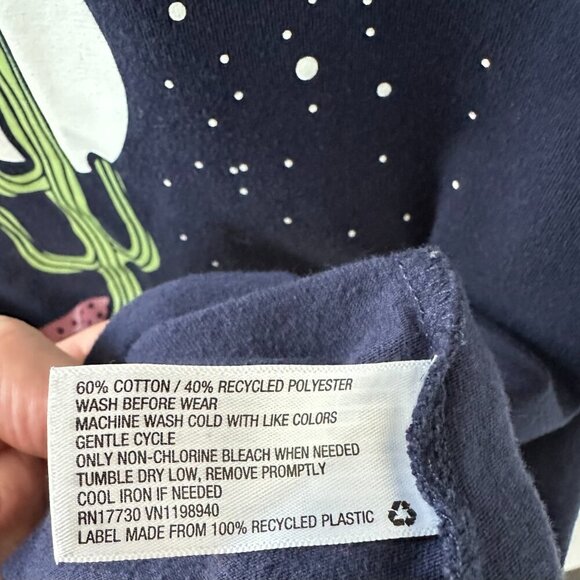 60% COTTON / 40% RECYCLED POLYESTER
WASH BEFORE WEAR
MACHINE WASH COLD WITH LIKE COLORS
GENTLE CYCLE
ONLY NON-CHLORINE BLEACH WHEN NEEDED
TUMBLE DRY LOW, REMOVE PROMPTLY
COOL IRON IF NEEDED
RN17730 VN1198940
LABEL MADE FROM 100% RECYCLED PLASTIC